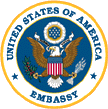 UNITED STATES OF AMERICA
EMBASSY